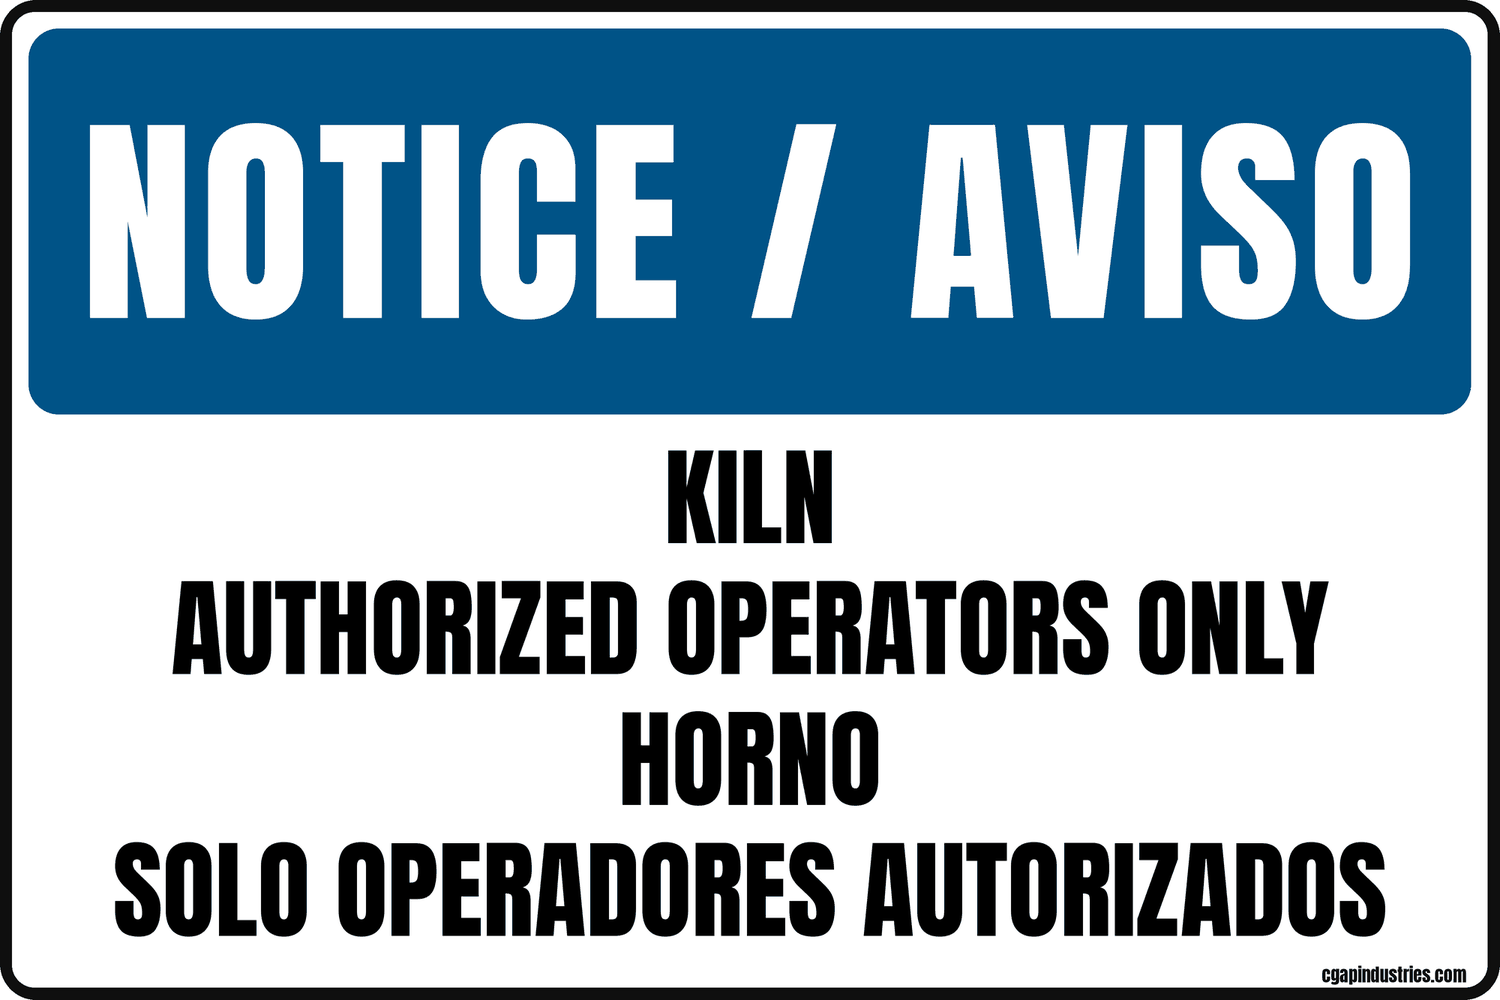 NOTICE / AVISO
KILN
AUTHORIZED OPERATORS ONLY
HORNO
SOLO OPERADORES AUTORIZADOS
cgapindustries.com